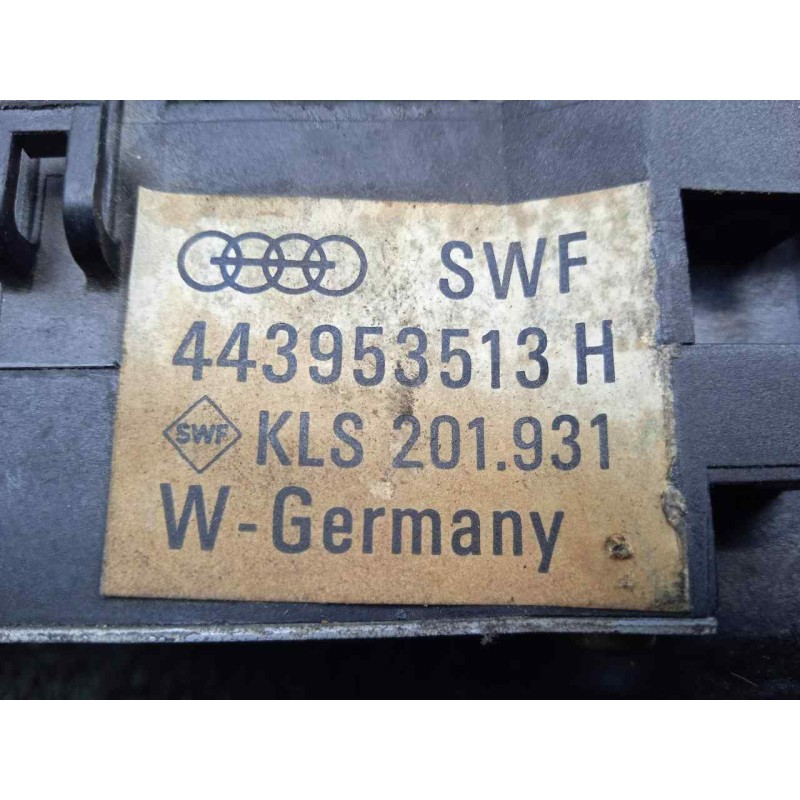 SWF
443953513 H
SWF KLS 201.931
W-Germany